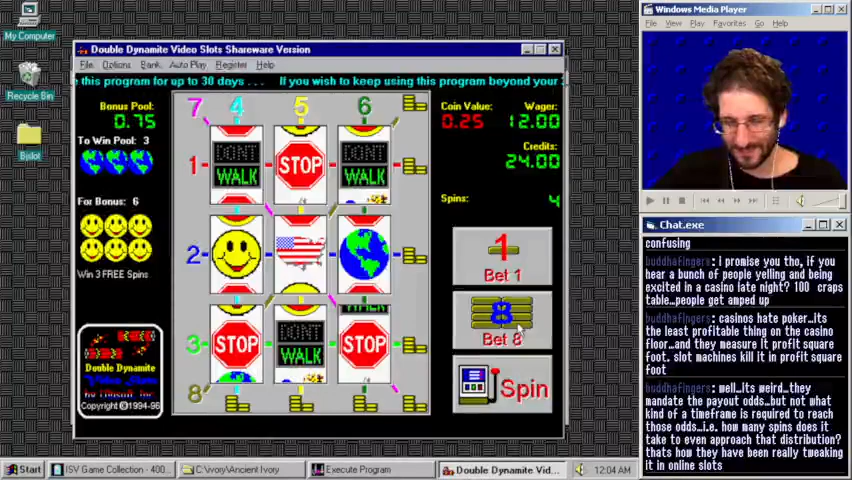 My Computer
Recycle Bin
Bislot
Double Dynamite Video Slots Shareware Version
File Options Bank Auto Play Register Help
this program for up to 30 days . . . If you wish to keep using this program beyond your
Bonus Pool:
0.75
To Win Pool: 3
For Bonus: 6
Win 3 FREE Spins
Double Dynamite
Video Slots
Copyright ©1994-96
7 4 5 6
1
2
3
8
DONT
WALK
STOP
DONT
WALK
STOP
DONT
WALK
STOP
Coin Value: Wager:
0.25 12.00
Credits:
24.00
Spins:
4
1
Bet 1
8
Bet 8
Spin
Windows Media Player
File View Play Favorites Go Help
Chat.exe
confusing
buddhafingers: I promise you tho, if you
hear a bunch of people yelling and being
excited in a casino late night? 100 craps
table...people get amped up
buddhafingers: casinos hate poker...its
the least profitable thing on the casino
floor...and they measure it profit square
foot. slot machines kill it in profit square
foot
buddhafingers: well...its weird...they
mandate the payout odds...but not what
kind of a timeframe is required to reach
those odds...i.e. how many spins does it
take to even approach that distribution?
thats how they have been really tweaking
it in online slots
Start
ISV Game Collection - 400...
C:\ivory\Ancient Ivory
Execute Program
Double Dynamite Vid...
12:04 AM